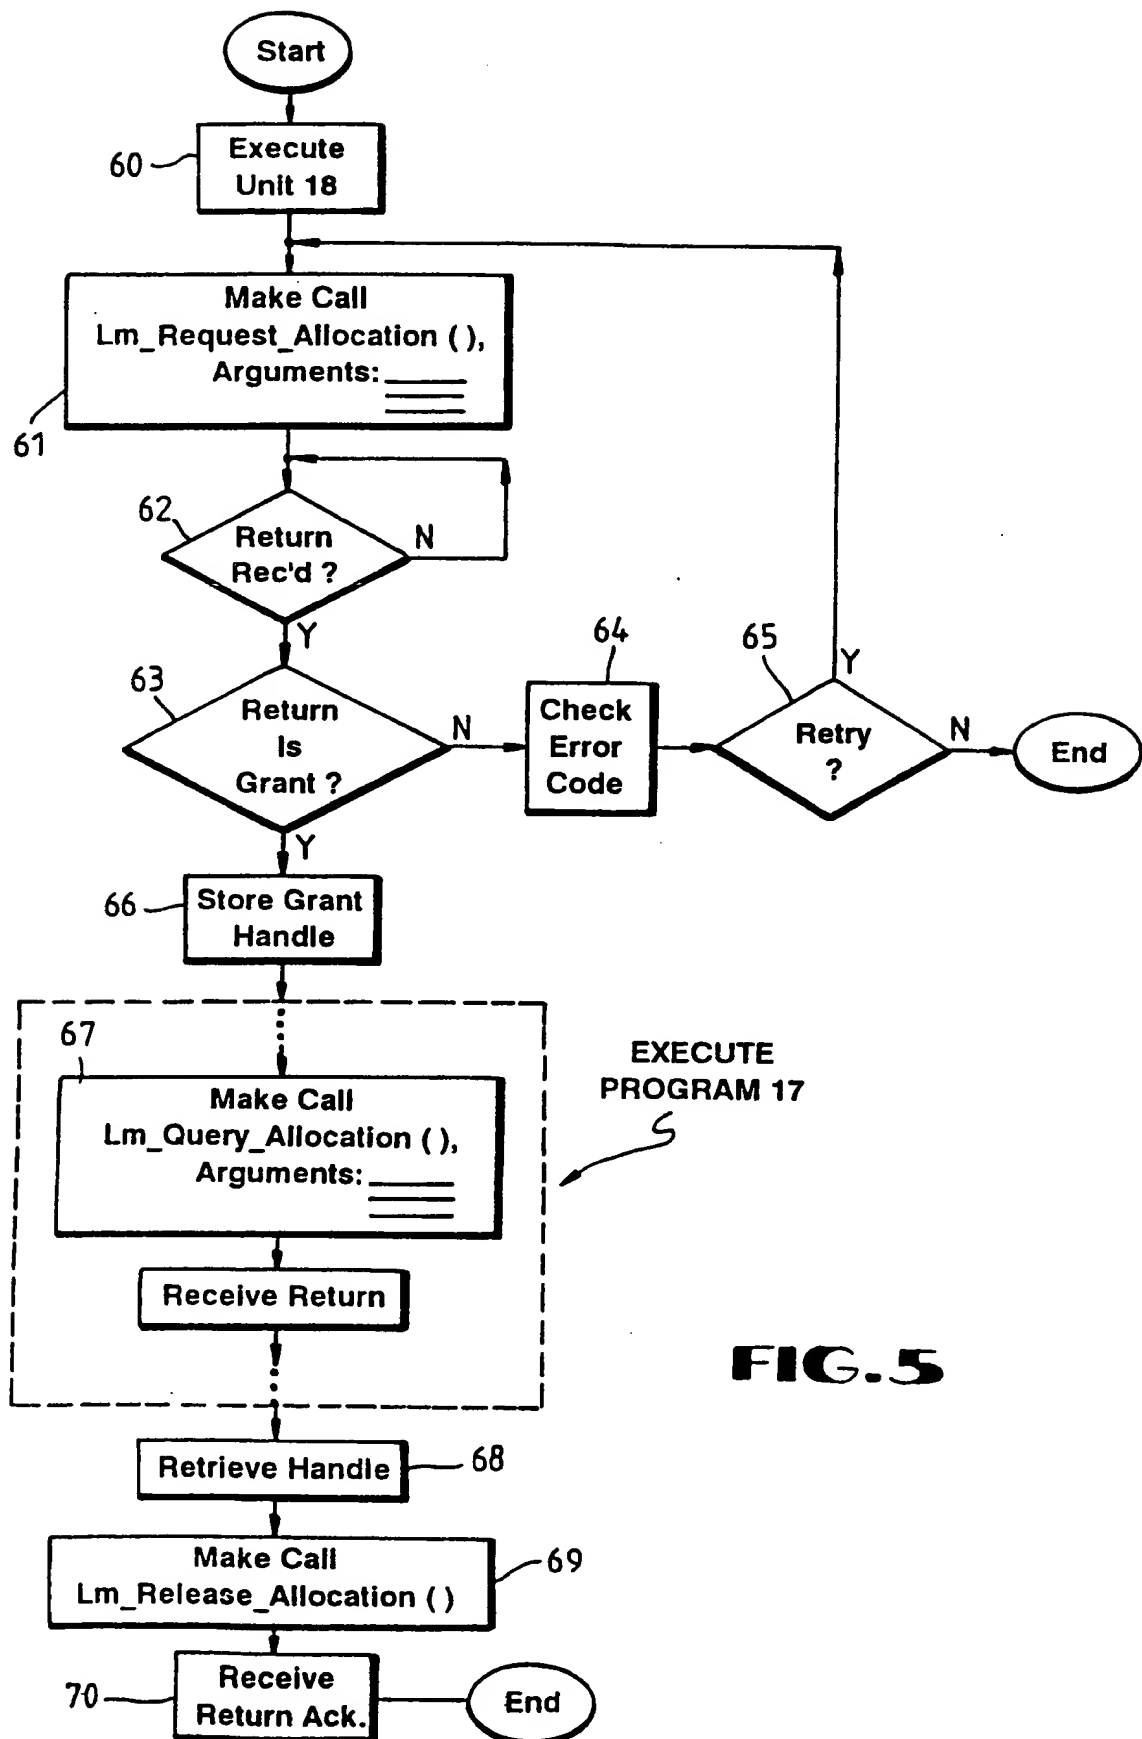 Start
60
Execute
Unit 18
Make Call
Lm_Request_Allocation ( ),
Arguments:
61
62
Return
Rec'd ?
N
Y
63
Return
Is
Grant ?
N
Y
64
Check
Error
Code
65
Retry
?
Y
N
End
66
Store Grant
Handle
67
Make Call
Lm_Query_Allocation ( ),
Arguments:
Receive Return
EXECUTE
PROGRAM 17
FIG.5
Retrieve Handle
68
Make Call
Lm_Release_Allocation ( )
69
70
Receive
Return Ack.
End